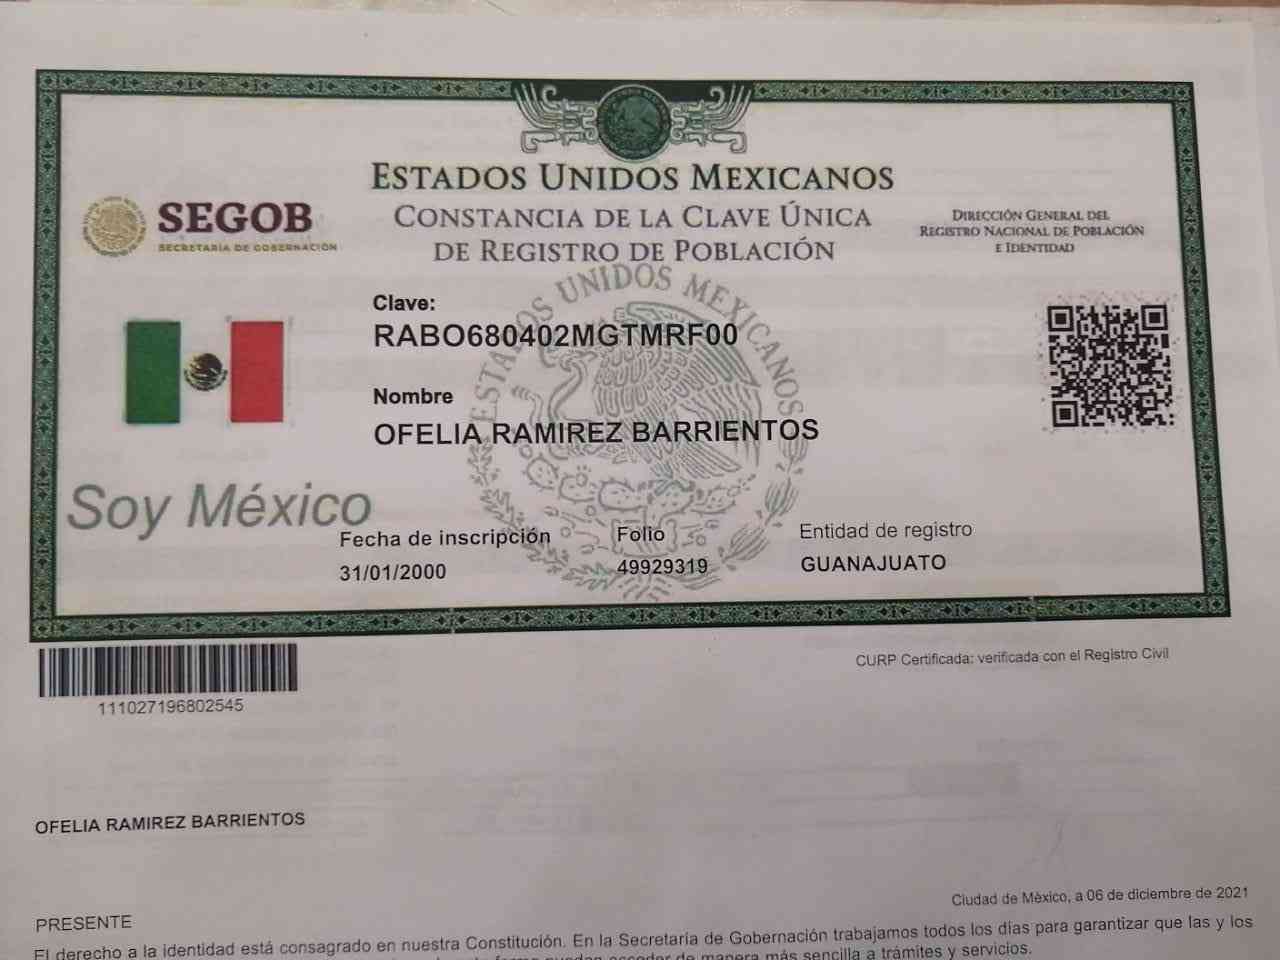 ESTADOS UNIDOS MEXICANOS
CONSTANCIA DE LA CLAVE ÚNICA
DE REGISTRO DE POBLACIÓN
SEGOB
SECRETARÍA DE GOBERNACIÓN
DIRECCIÓN GENERAL DEL
REGISTRO NACIONAL DE POBLACIÓN
E IDENTIDAD
ESTADOS UNIDOS MEXICANOS
Clave:
RABO680402MGTMRF00
Nombre
OFELIA RAMIREZ BARRIENTOS
Soy México
Fecha de inscripción
31/01/2000
Folio
49929319
Entidad de registro
GUANAJUATO
111027196802545
CURP Certificada: verificada con el Registro Civil
OFELIA RAMIREZ BARRIENTOS
Ciudad de México, a 06 de diciembre de 2021
PRESENTE
El derecho a la identidad está consagrado en nuestra Constitución. En la Secretaría de Gobernación trabajamos todos los días para garantizar que las y los
forma puedan acceder de manera más sencilla a trámites y servicios.